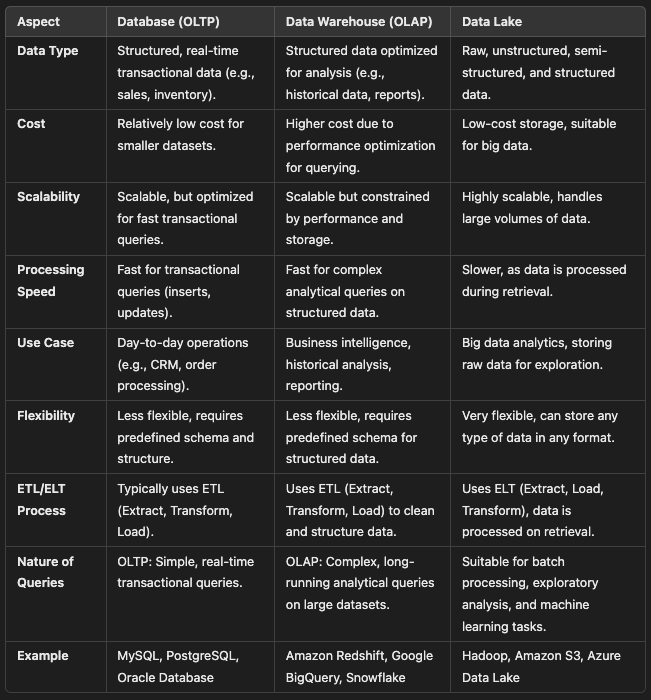 Aspect Database (OLTP) Data Warehouse (OLAP) Data Lake
Data Type Structured, real-time Structured data optimized Raw, unstructured, semi-
transactional data (e.g., for analysis (e.g., structured, and structured
sales, inventory). historical data, reports). data.
Cost Relatively low cost for Higher cost due to Low-cost storage, suitable
smaller datasets. performance optimization for big data.
for querying.
Scalability Scalable, but optimized Scalable but constrained Highly scalable, handles
for fast transactional by performance and large volumes of data.
queries. storage.
Processing Fast for transactional Fast for complex Slower, as data is processed
Speed queries (inserts, analytical queries on during retrieval.
updates). structured data.
Use Case Day-to-day operations Business intelligence, Big data analytics, storing
(e.g., CRM, order historical analysis, raw data for exploration.
processing). reporting.
Flexibility Less flexible, requires Less flexible, requires Very flexible, can store any
predefined schema and predefined schema for type of data in any format.
structure. structured data.
ETL/ELT Typically uses ETL Uses ETL (Extract, Uses ELT (Extract, Load,
Process (Extract, Transform, Transform, Load) to clean Transform), data is
Load). and structure data. processed on retrieval.
Nature of OLTP: Simple, real-time OLAP: Complex, long- Suitable for batch
Queries transactional queries. running analytical queries processing, exploratory
on large datasets. analysis, and machine
learning tasks.
Example MySQL, PostgreSQL, Amazon Redshift, Google Hadoop, Amazon S3, Azure
Oracle Database BigQuery, Snowflake Data Lake